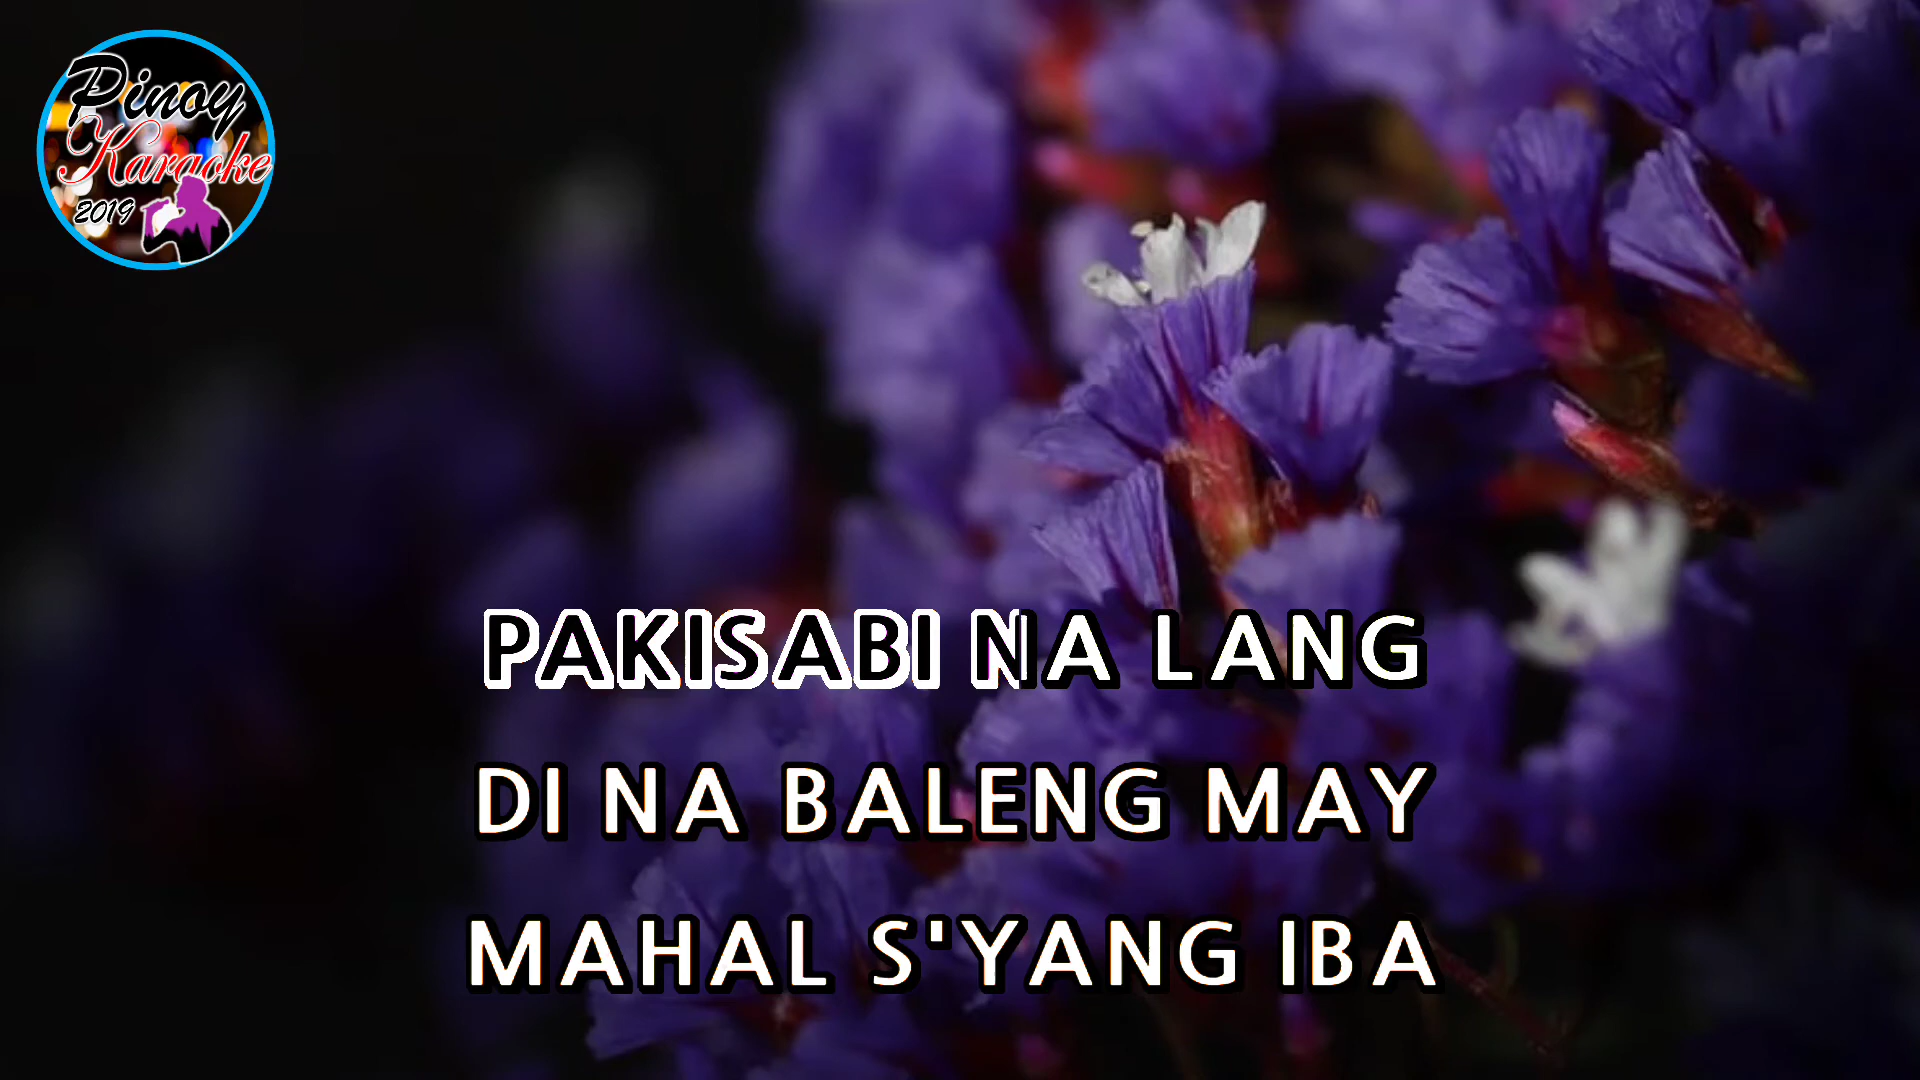 Pinoy
Karaoke
2019
PAKISABI NA LANG
DI NA BALENG MAY
MAHAL S'YANG IBA